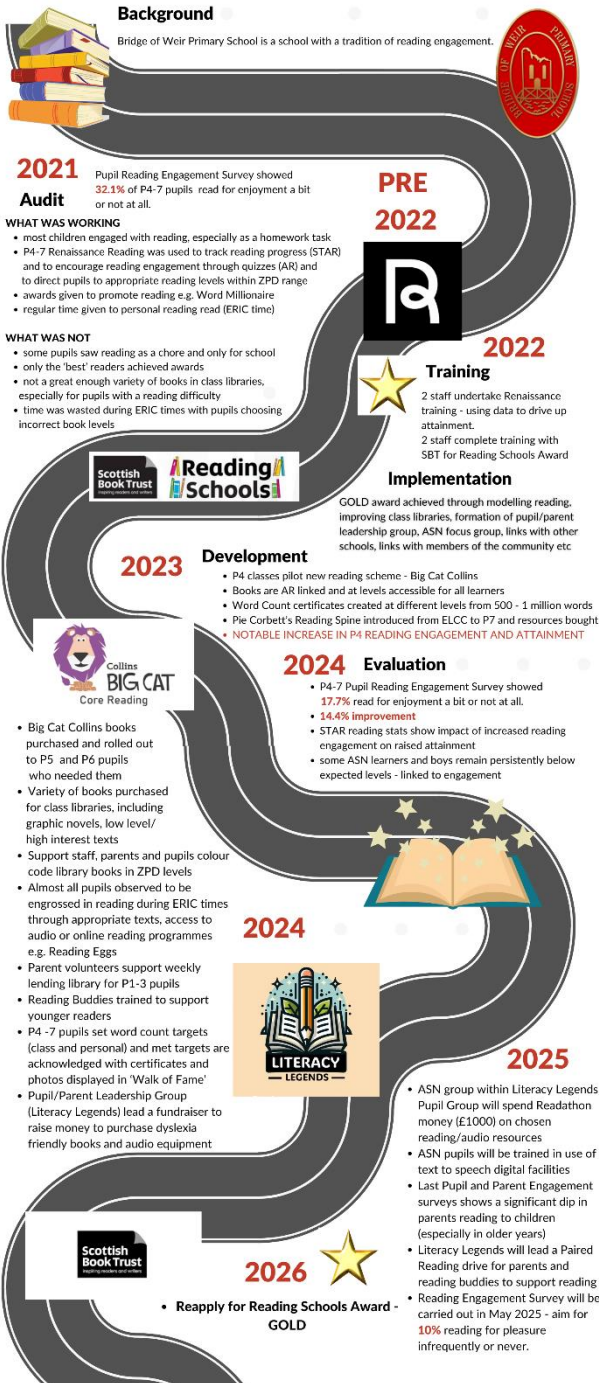 Background
Bridge of Weir Primary School is a school with a tradition of reading engagement.
BRIDGE OF WEIR PRIMARY SCHOOL
2021
Audit
Pupil Reading Engagement Survey showed
32.1% of P4-7 pupils read for enjoyment a bit
or not at all.
PRE
2022
WHAT WAS WORKING
• most children engaged with reading, especially as a homework task
• P4-7 Renaissance Reading was used to track reading progress (STAR)
and to encourage reading engagement through quizzes (AR) and
to direct pupils to appropriate reading levels within ZPD range
• awards given to promote reading e.g. Word Millionaire
• regular time given to personal reading read (ERIC time)
WHAT WAS NOT
• some pupils saw reading as a chore and only for school
• only the 'best' readers achieved awards
• not a great enough variety of books in class libraries,
especially for pupils with a reading difficulty
• time was wasted during ERIC times with pupils choosing
incorrect book levels
R
2022
Training
2 staff undertake Renaissance
training - using data to drive up
attainment.
2 staff complete training with
SBT for Reading Schools Award
Scottish
Book Trust
inspiring readers and writers
Reading
Schools
Implementation
GOLD award achieved through modelling reading,
improving class libraries, formation of pupil/parent
leadership group, ASN focus group, links with other
schools, links with members of the community etc
2023
Development
• P4 classes pilot new reading scheme - Big Cat Collins
• Books are AR linked and at levels accessible for all learners
• Word Count certificates created at different levels from 500 - 1 million words
• Pie Corbett's Reading Spine introduced from ELCC to P7 and resources bought
• NOTABLE INCREASE IN P4 READING ENGAGEMENT AND ATTAINMENT
Collins
BIG CAT
Core Reading
2024
Evaluation
• P4-7 Pupil Reading Engagement Survey showed
17.7% read for enjoyment a bit or not at all.
• 14.4% improvement
• STAR reading stats show impact of increased reading
engagement on raised attainment
• some ASN learners and boys remain persistently below
expected levels - linked to engagement
• Big Cat Collins books
purchased and rolled out
to P5 and P6 pupils
who needed them
• Variety of books purchased
for class libraries, including
graphic novels, low level/
high interest texts
• Support staff, parents and pupils colour
code library books in ZPD levels
• Almost all pupils observed to be
engrossed in reading during ERIC times
through appropriate texts, access to
audio or online reading programmes
e.g. Reading Eggs
• Parent volunteers support weekly
lending library for P1-3 pupils
• Reading Buddies trained to support
younger readers
• P4 -7 pupils set word count targets
(class and personal) and met targets are
acknowledged with certificates and
photos displayed in 'Walk of Fame'
• Pupil/Parent Leadership Group
(Literacy Legends) lead a fundraiser to
raise money to purchase dyslexia
friendly books and audio equipment
2024
LITERACY
LEGENDS
2025
• ASN group within Literacy Legends
Pupil Group will spend Readathon
money (£1000) on chosen
reading/audio resources
• ASN pupils will be trained in use of
text to speech digital facilities
• Last Pupil and Parent Engagement
surveys shows a significant dip in
parents reading to children
(especially in older years)
• Literacy Legends will lead a Paired
Reading drive for parents and
reading buddies to support reading
• Reading Engagement Survey will be
carried out in May 2025 - aim for
10% reading for pleasure
infrequently or never.
Scottish
Book Trust
inspiring readers and writers
2026
• Reapply for Reading Schools Award -
GOLD